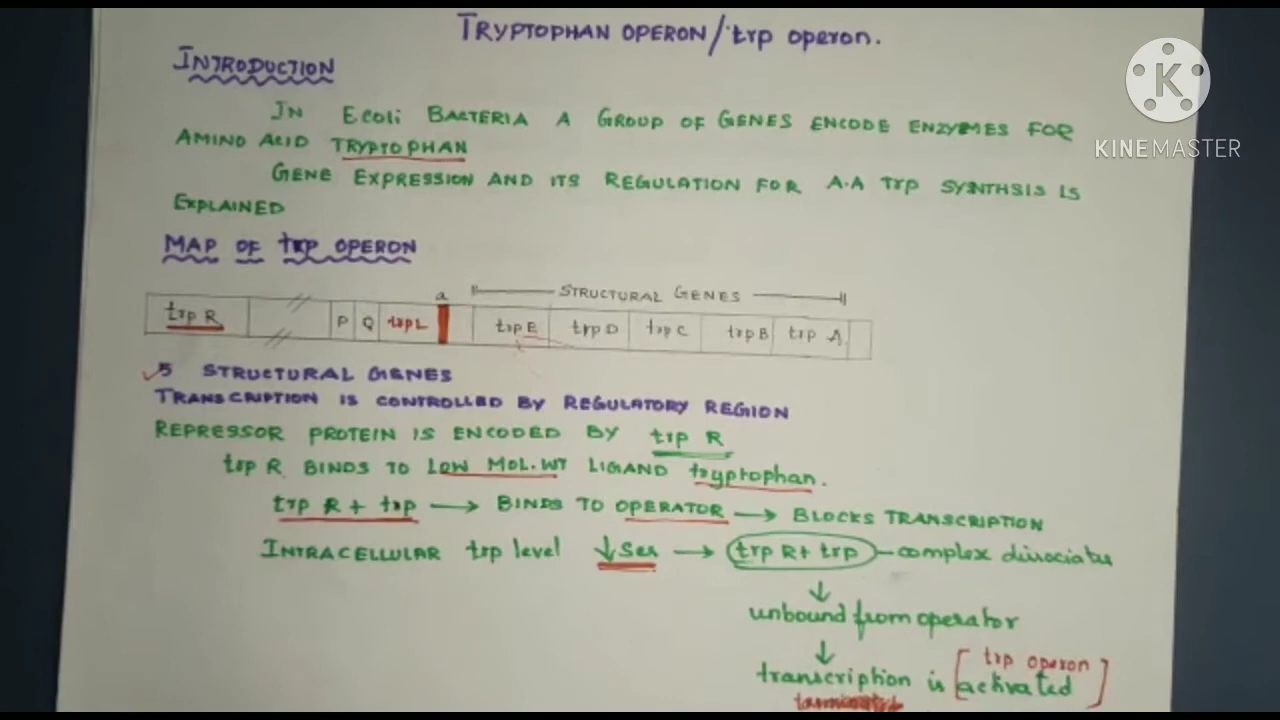 TRYPTOPHAN OPERON/trp operon.
INTRODUCTION
K
KINEMASTER
IN Ecoli BACTERIA A GROUP OF GENES ENCODE ENZYMES FOR
AMINO ACID TRYPTOPHAN
GENE EXPRESSION AND ITS REGULATION FOR A.A trp SYNTHSIS IS
EXPLAINED
MAP OF trp OPERON
a STRUCTURAL GENES
trp R P Q trpL trpE trpD trpC trpB trp A
5 STRUCTURAL GENES
TRANSCRIPTION IS CONTROLLED BY REGULATORY REGION
REPRESSOR PROTEIN IS ENCODED BY trp R
trp R BINDS TO LOW MOL.WT LIGAND tryptophan.
trp R + trp → BINDS TO OPERATOR → BLOCKS TRANSCRIPTION
INTRACELLULAR trp level ↓ses → trp R+ trp - complex dissociates
↓
unbound from operator
↓
transcription is [trp operon activated]